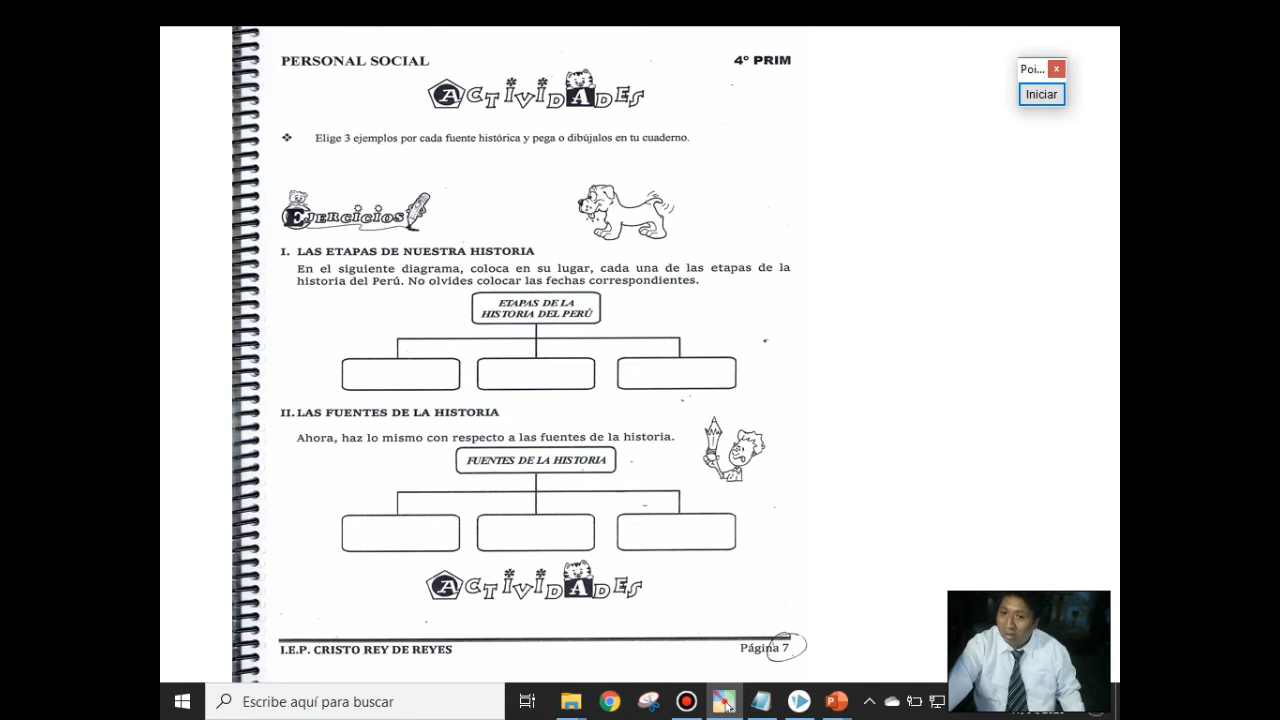 PERSONAL SOCIAL 4º PRIM
ACTIVIDADES
Elige 3 ejemplos por cada fuente histórica y pega o dibújalos en tu cuaderno.
EJERCICIOS
I. LAS ETAPAS DE NUESTRA HISTORIA
En el siguiente diagrama, coloca en su lugar, cada una de las etapas de la
historia del Perú. No olvides colocar las fechas correspondientes.
ETAPAS DE LA
HISTORIA DEL PERÚ
II. LAS FUENTES DE LA HISTORIA
Ahora, haz lo mismo con respecto a las fuentes de la historia.
FUENTES DE LA HISTORIA
ACTIVIDADES
I.E.P. CRISTO REY DE REYES Página 7
Poi... x
Iniciar
Escribe aquí para buscar